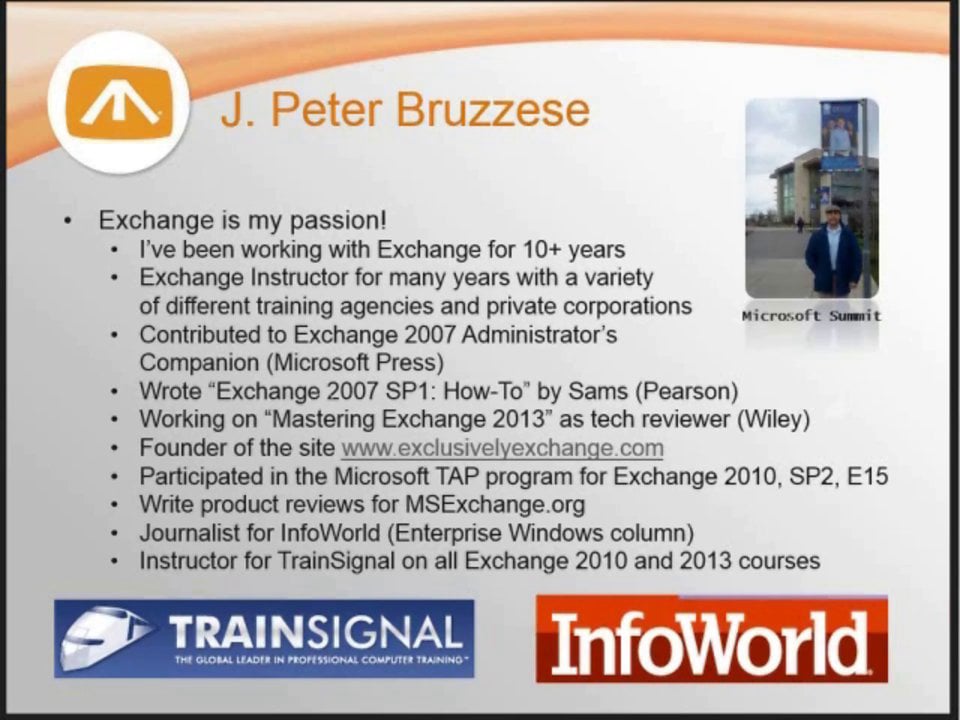 J. Peter Bruzzese
• Exchange is my passion!
• I've been working with Exchange for 10+ years
• Exchange Instructor for many years with a variety
of different training agencies and private corporations
• Contributed to Exchange 2007 Administrator's
Companion (Microsoft Press)
• Wrote "Exchange 2007 SP1: How-To" by Sams (Pearson)
• Working on "Mastering Exchange 2013" as tech reviewer (Wiley)
• Founder of the site www.exclusivelyexchange.com
• Participated in the Microsoft TAP program for Exchange 2010, SP2, E15
• Write product reviews for MSExchange.org
• Journalist for InfoWorld (Enterprise Windows column)
• Instructor for TrainSignal on all Exchange 2010 and 2013 courses
Microsoft Summit
TRAINSIGNAL
THE GLOBAL LEADER IN PROFESSIONAL COMPUTER TRAINING™
InfoWorld®